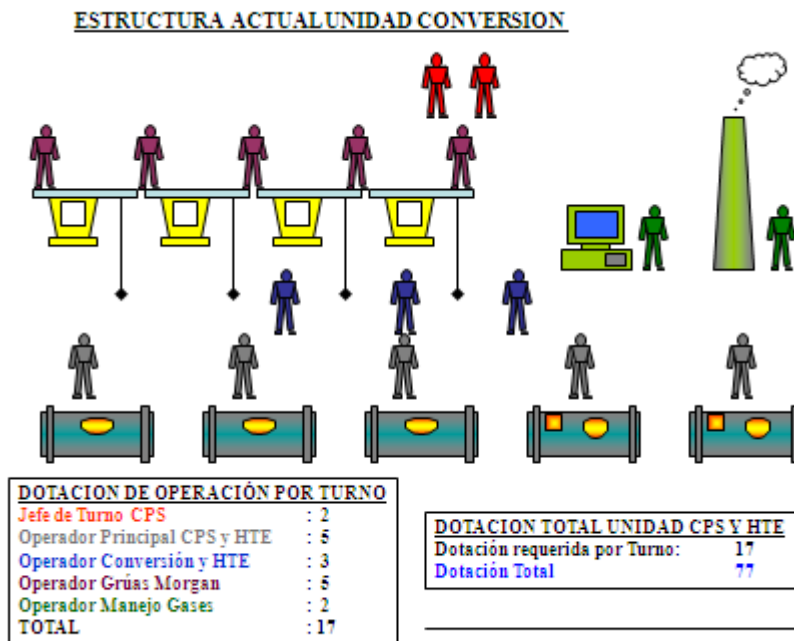 ESTRUCTURA ACTUAL UNIDAD CONVERSION
DOTACION DE OPERACIÓN POR TURNO
Jefe de Turno CPS : 2
Operador Principal CPS y HTE : 5
Operador Conversión y HTE : 3
Operador Grúas Morgan : 5
Operador Manejo Gases : 2
TOTAL : 17
DOTACION TOTAL UNIDAD CPS Y HTE
Dotación requerida por Turno: 17
Dotación Total 77